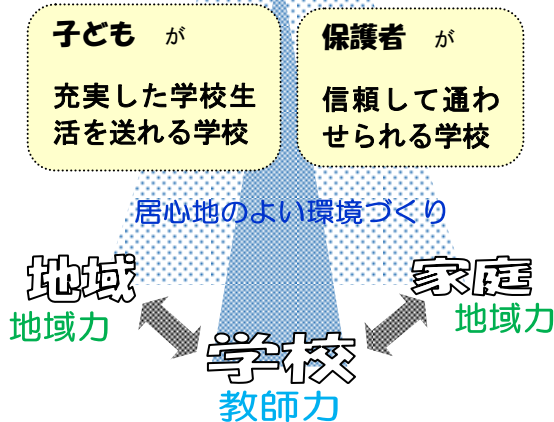 子ども が
充実した学校生
活を送れる学校
保護者 が
信頼して通わ
せられる学校
居心地のよい環境づくり
地域
地域力
家庭
地域力
学校
教師力